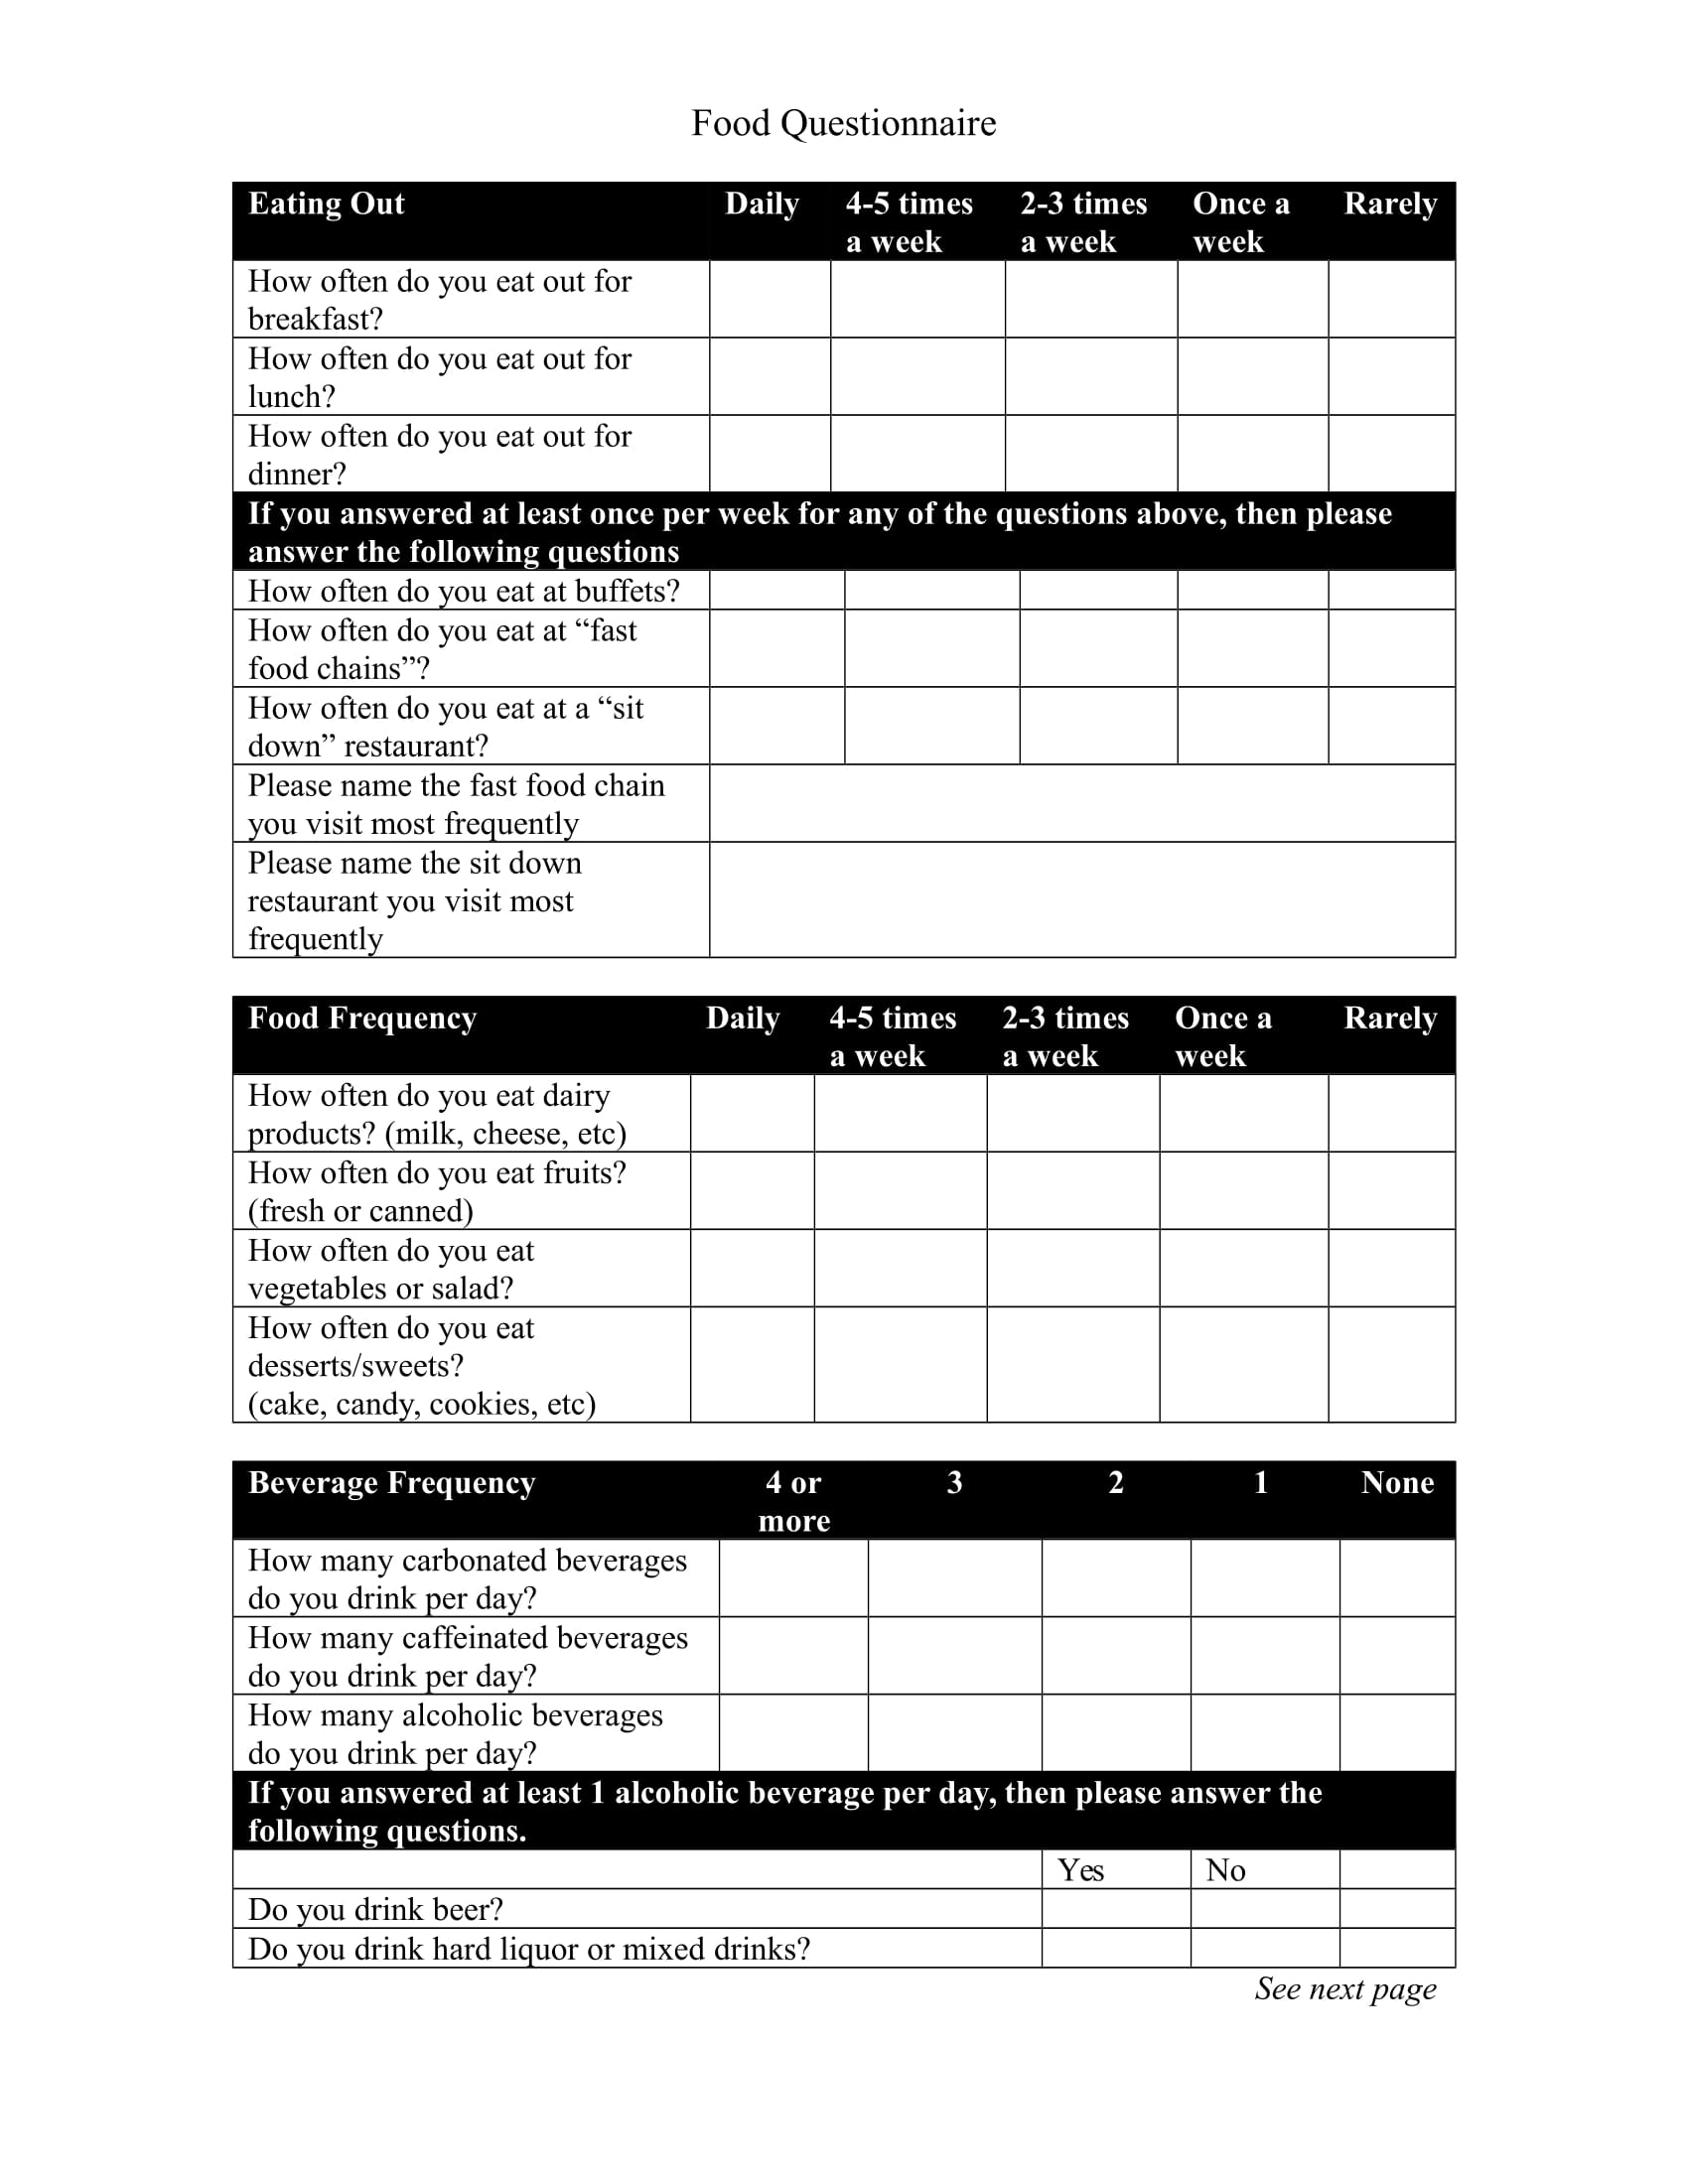 Food Questionnaire
Eating Out Daily 4-5 times 2-3 times Once a Rarely
a week a week week
How often do you eat out for
breakfast?
How often do you eat out for
lunch?
How often do you eat out for
dinner?
If you answered at least once per week for any of the questions above, then please
answer the following questions
How often do you eat at buffets?
How often do you eat at “fast
food chains”?
How often do you eat at a “sit
down” restaurant?
Please name the fast food chain
you visit most frequently
Please name the sit down
restaurant you visit most
frequently
Food Frequency Daily 4-5 times 2-3 times Once a Rarely
a week a week week
How often do you eat dairy
products? (milk, cheese, etc)
How often do you eat fruits?
(fresh or canned)
How often do you eat
vegetables or salad?
How often do you eat
desserts/sweets?
(cake, candy, cookies, etc)
Beverage Frequency 4 or 3 2 1 None
more
How many carbonated beverages
do you drink per day?
How many caffeinated beverages
do you drink per day?
How many alcoholic beverages
do you drink per day?
If you answered at least 1 alcoholic beverage per day, then please answer the
following questions.
Yes No
Do you drink beer?
Do you drink hard liquor or mixed drinks?
See next page